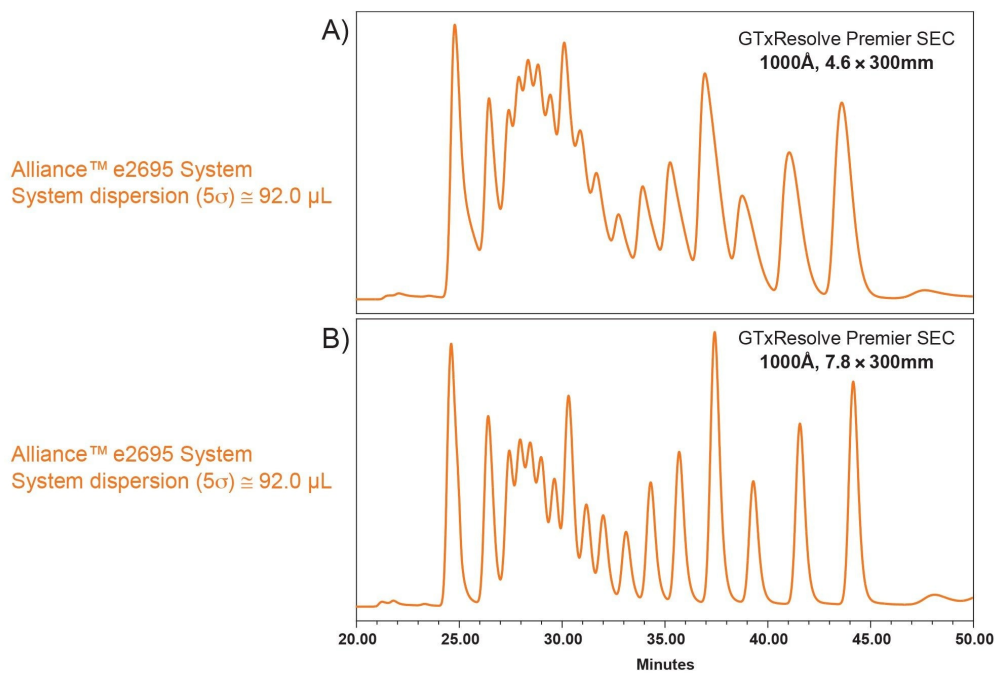 A)
GTxResolve Premier SEC
1000Å, 4.6 × 300mm
Alliance™ e2695 System
System dispersion (5σ) ≅ 92.0 µL
B)
GTxResolve Premier SEC
1000Å, 7.8 × 300mm
Alliance™ e2695 System
System dispersion (5σ) ≅ 92.0 µL
20.00 25.00 30.00 35.00 40.00 45.00 50.00
Minutes